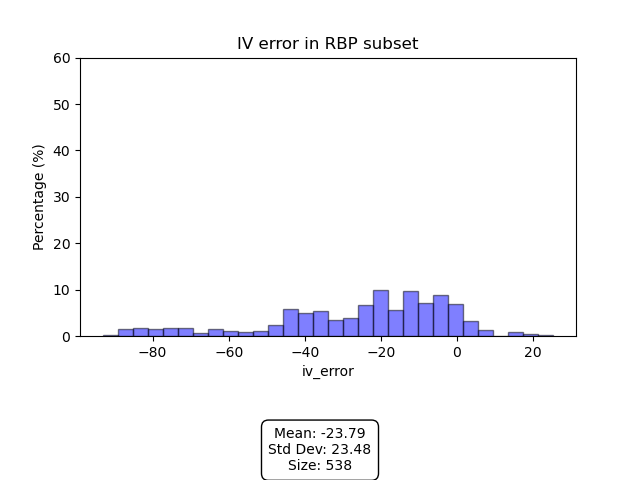 IV error in RBP subset
60
50
40
30
20
10
0
Percentage (%)
−80 −60 −40 −20 0 20
iv_error
Mean: -23.79
Std Dev: 23.48
Size: 538